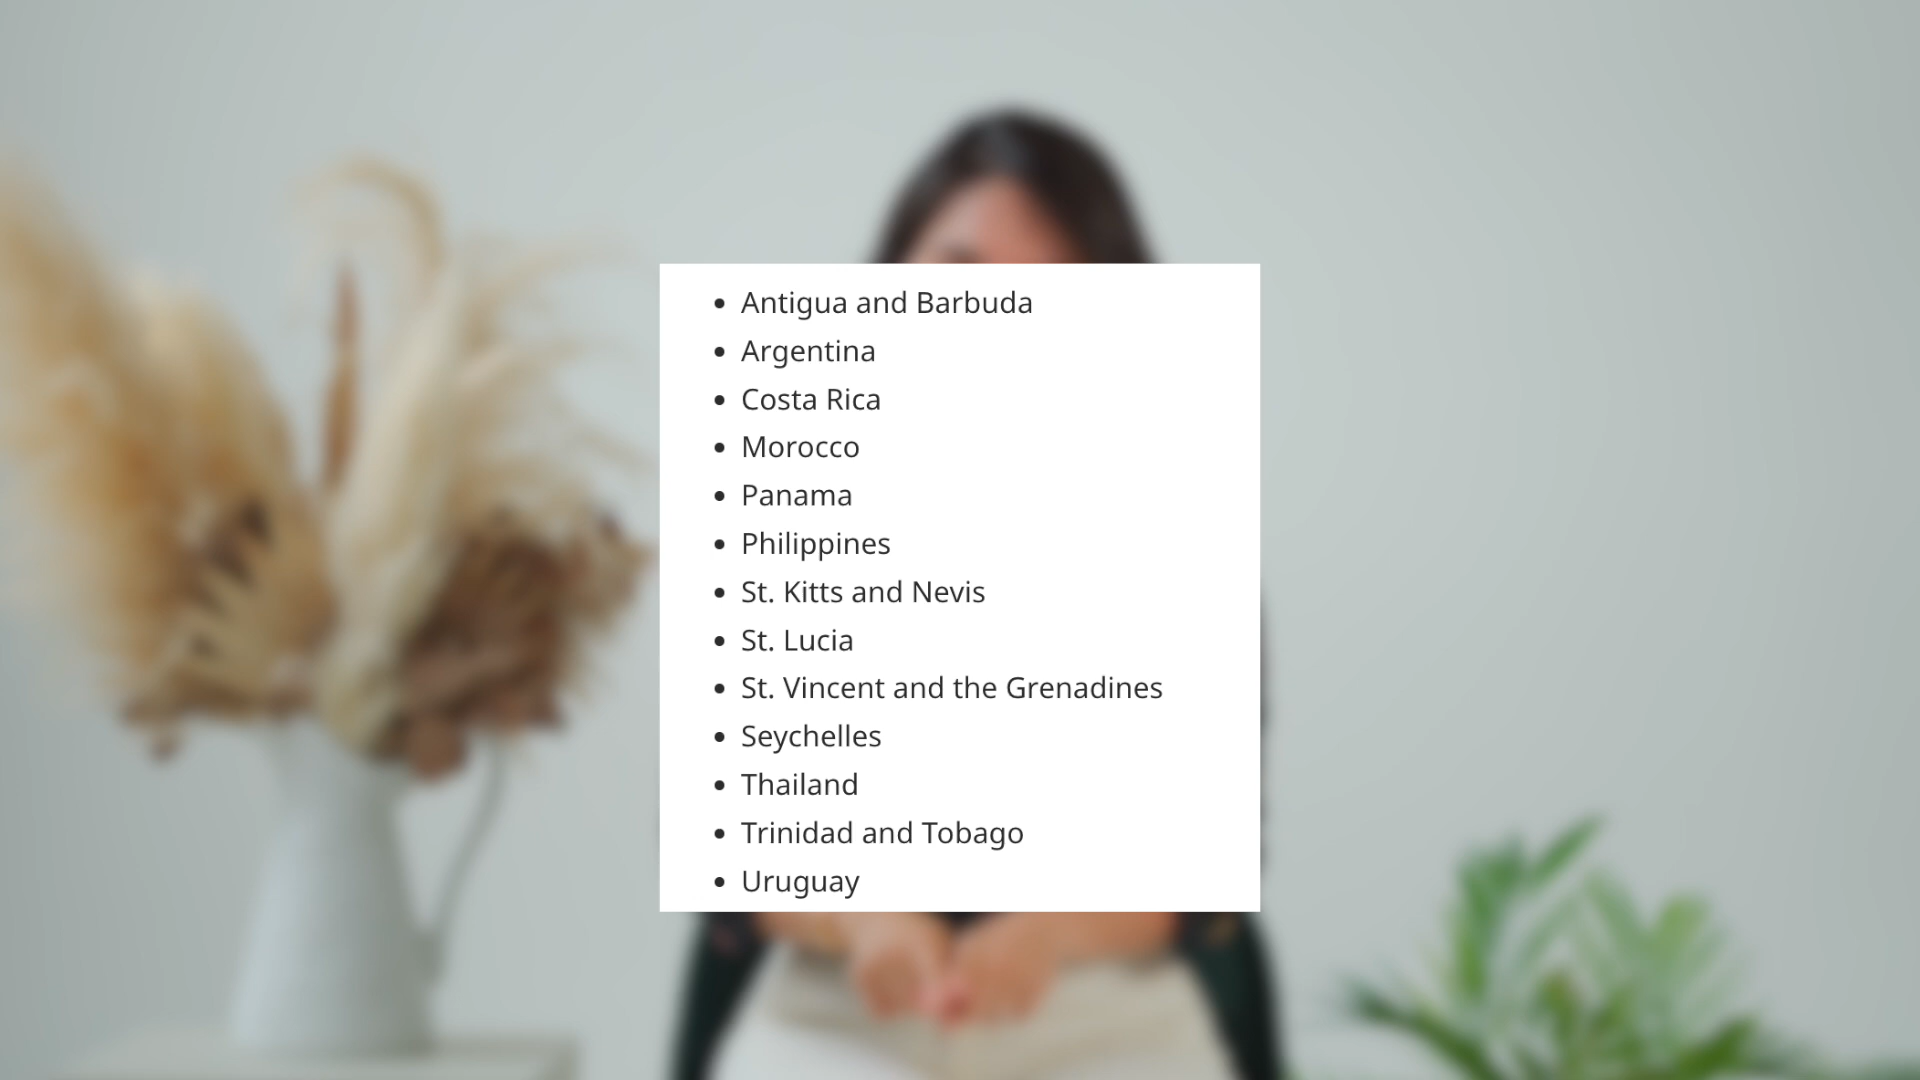 • Antigua and Barbuda
• Argentina
• Costa Rica
• Morocco
• Panama
• Philippines
• St. Kitts and Nevis
• St. Lucia
• St. Vincent and the Grenadines
• Seychelles
• Thailand
• Trinidad and Tobago
• Uruguay